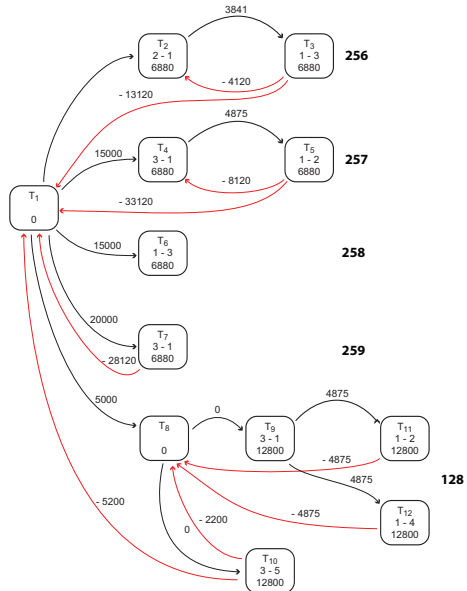 3841
T2
2 - 1
6880
T3
1 - 3
6880
256
- 4120
- 13120
4875
15000
T4
3 - 1
6880
T5
1 - 2
6880
257
- 8120
- 33120
T1
0
15000
T6
1 - 3
6880
258
20000
T7
3 - 1
6880
259
- 28120
5000
T8
0
0
T9
3 - 1
12800
4875
T11
1 - 2
12800
- 4875
4875
128
- 5200
- 2200
0
- 4875
T12
1 - 4
12800
T10
3 - 5
12800